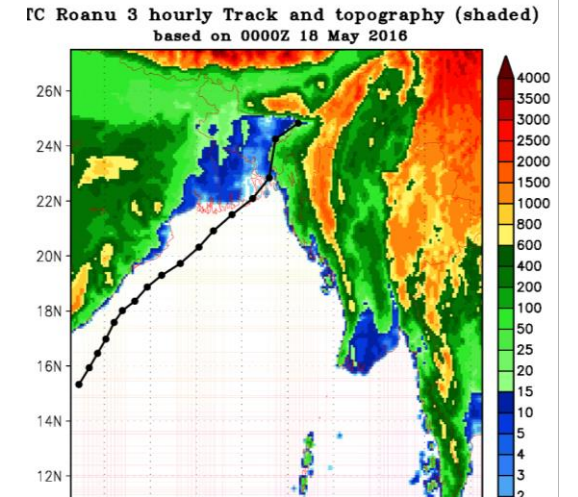 TC Roanu 3 hourly Track and topography (shaded)
based on 0000Z 18 May 2016
26N
24N
22N
20N
18N
16N
14N
12N
4000
3500
3000
2500
2000
1500
1000
800
600
400
200
100
50
25
20
15
10
5
4
3
2